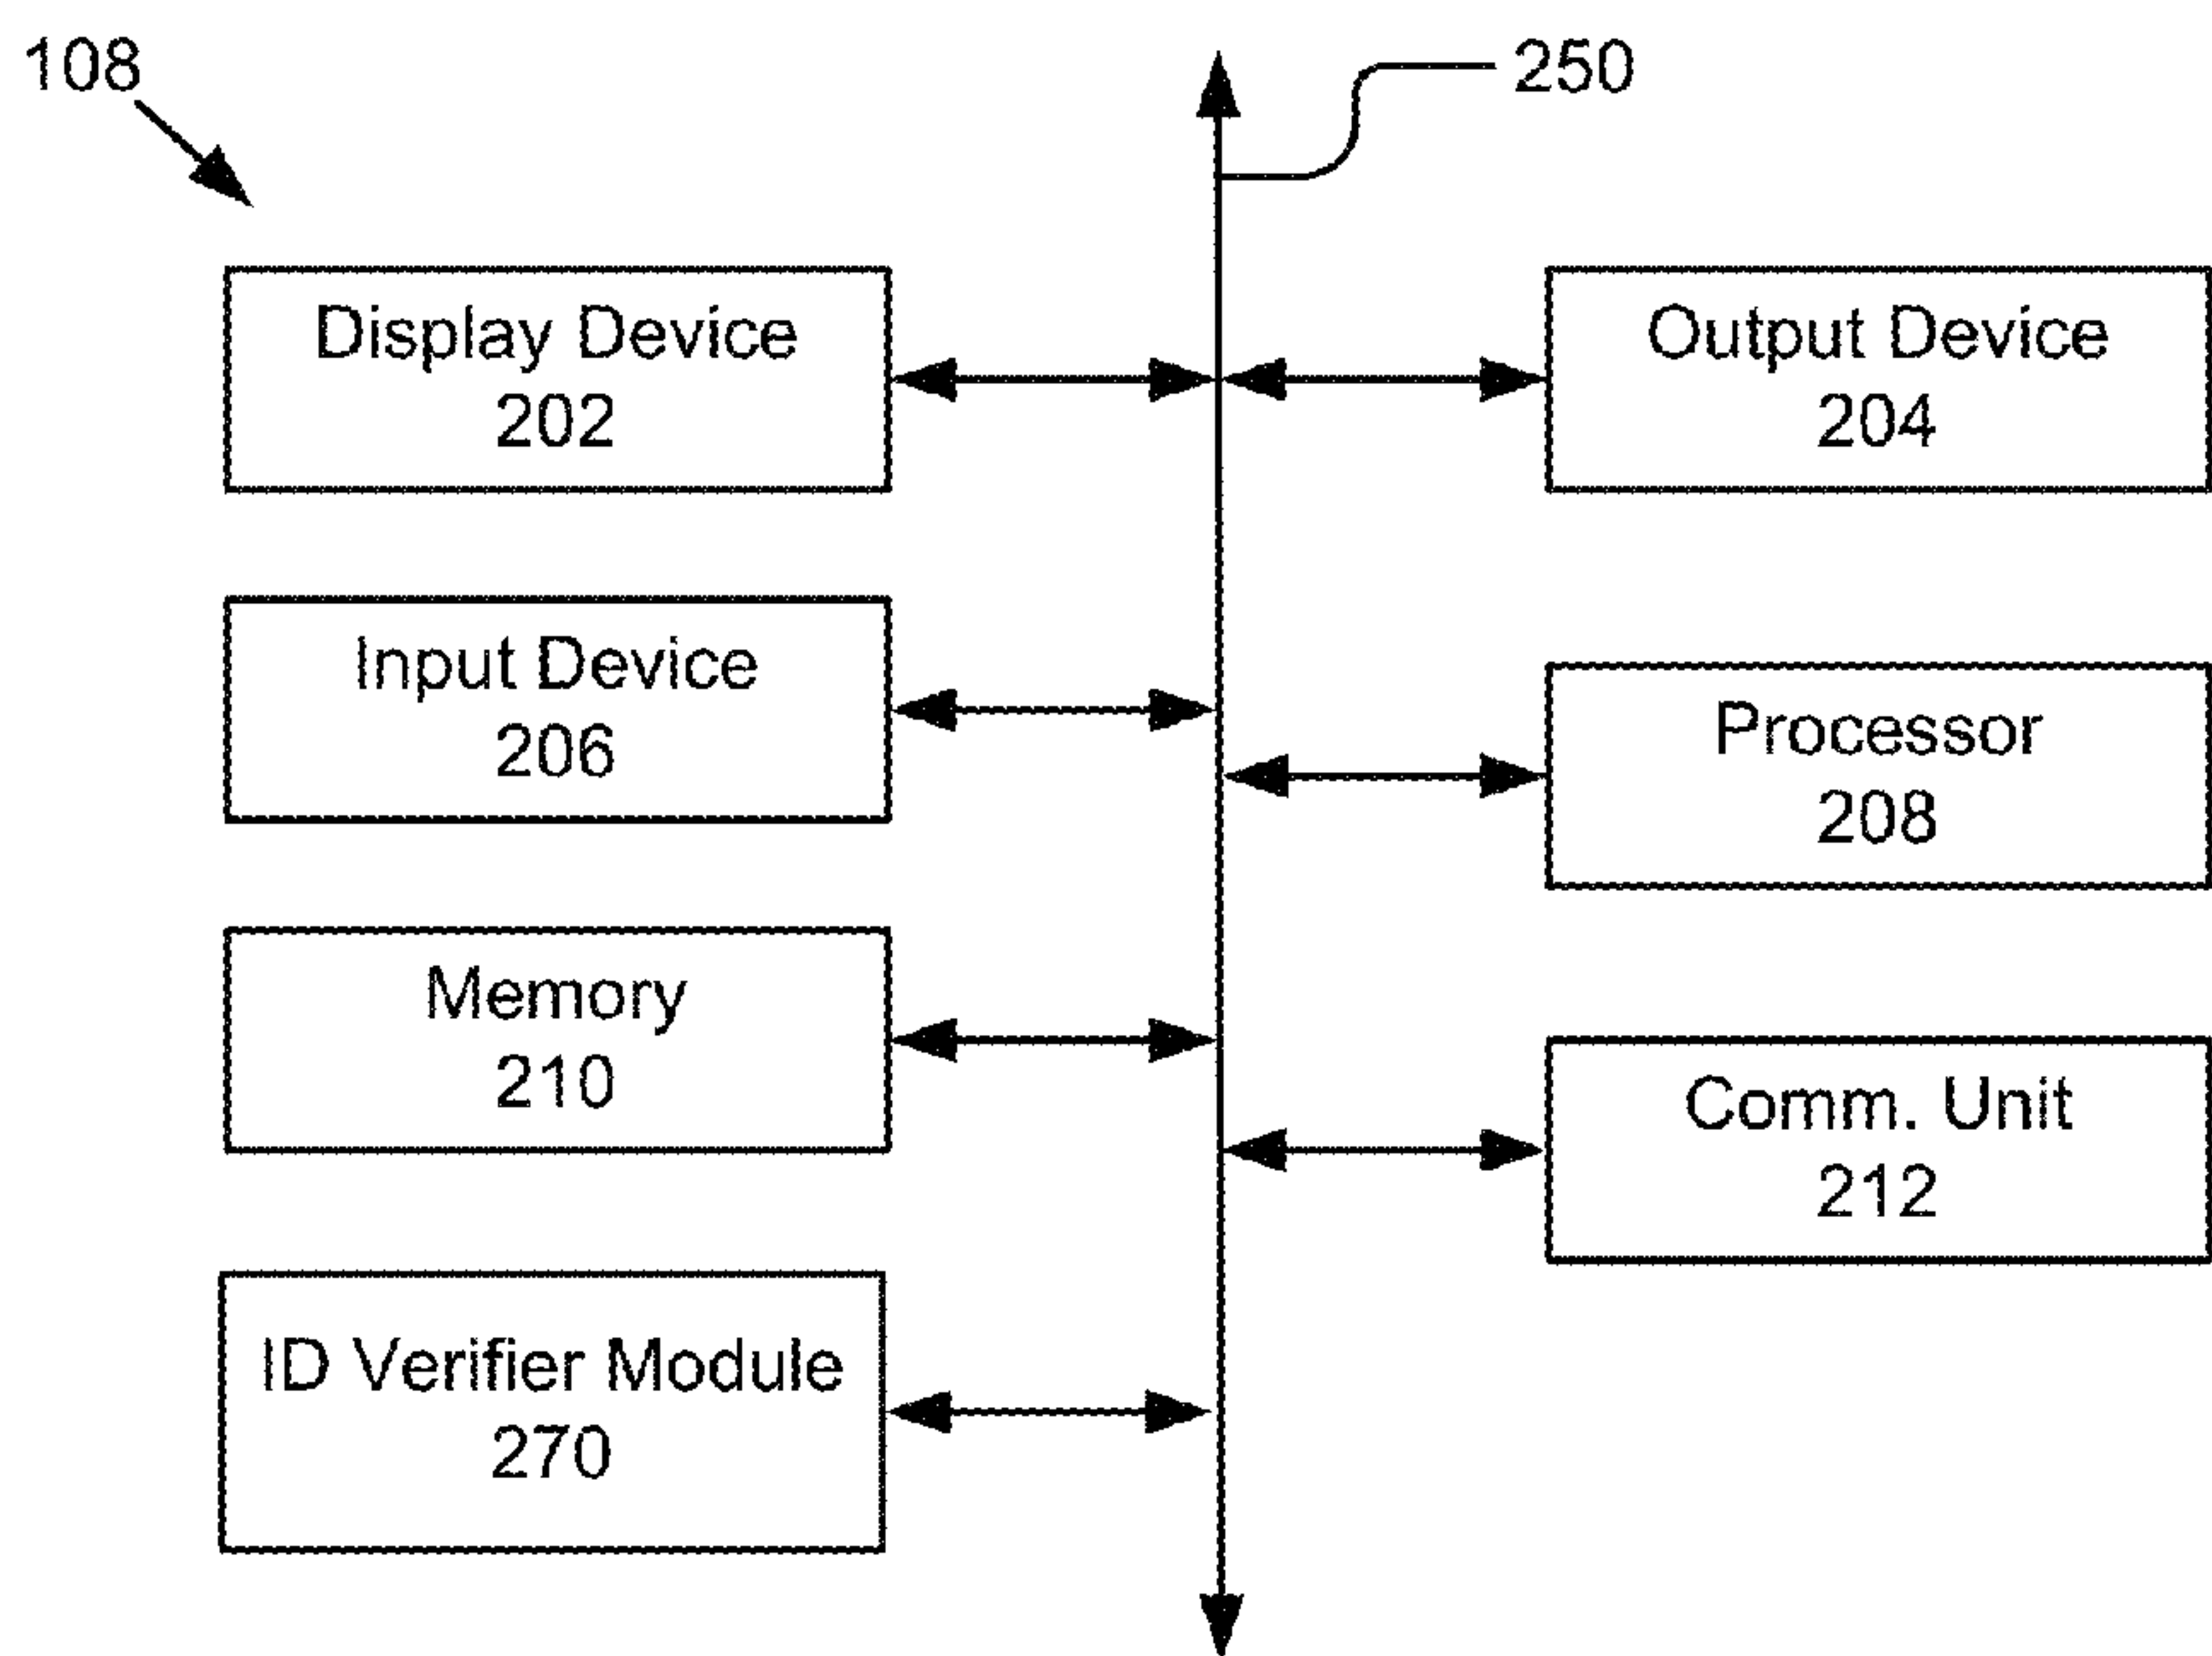 108
250
Display Device
202
Output Device
204
Input Device
206
Processor
208
Memory
210
Comm. Unit
212
ID Verifier Module
270